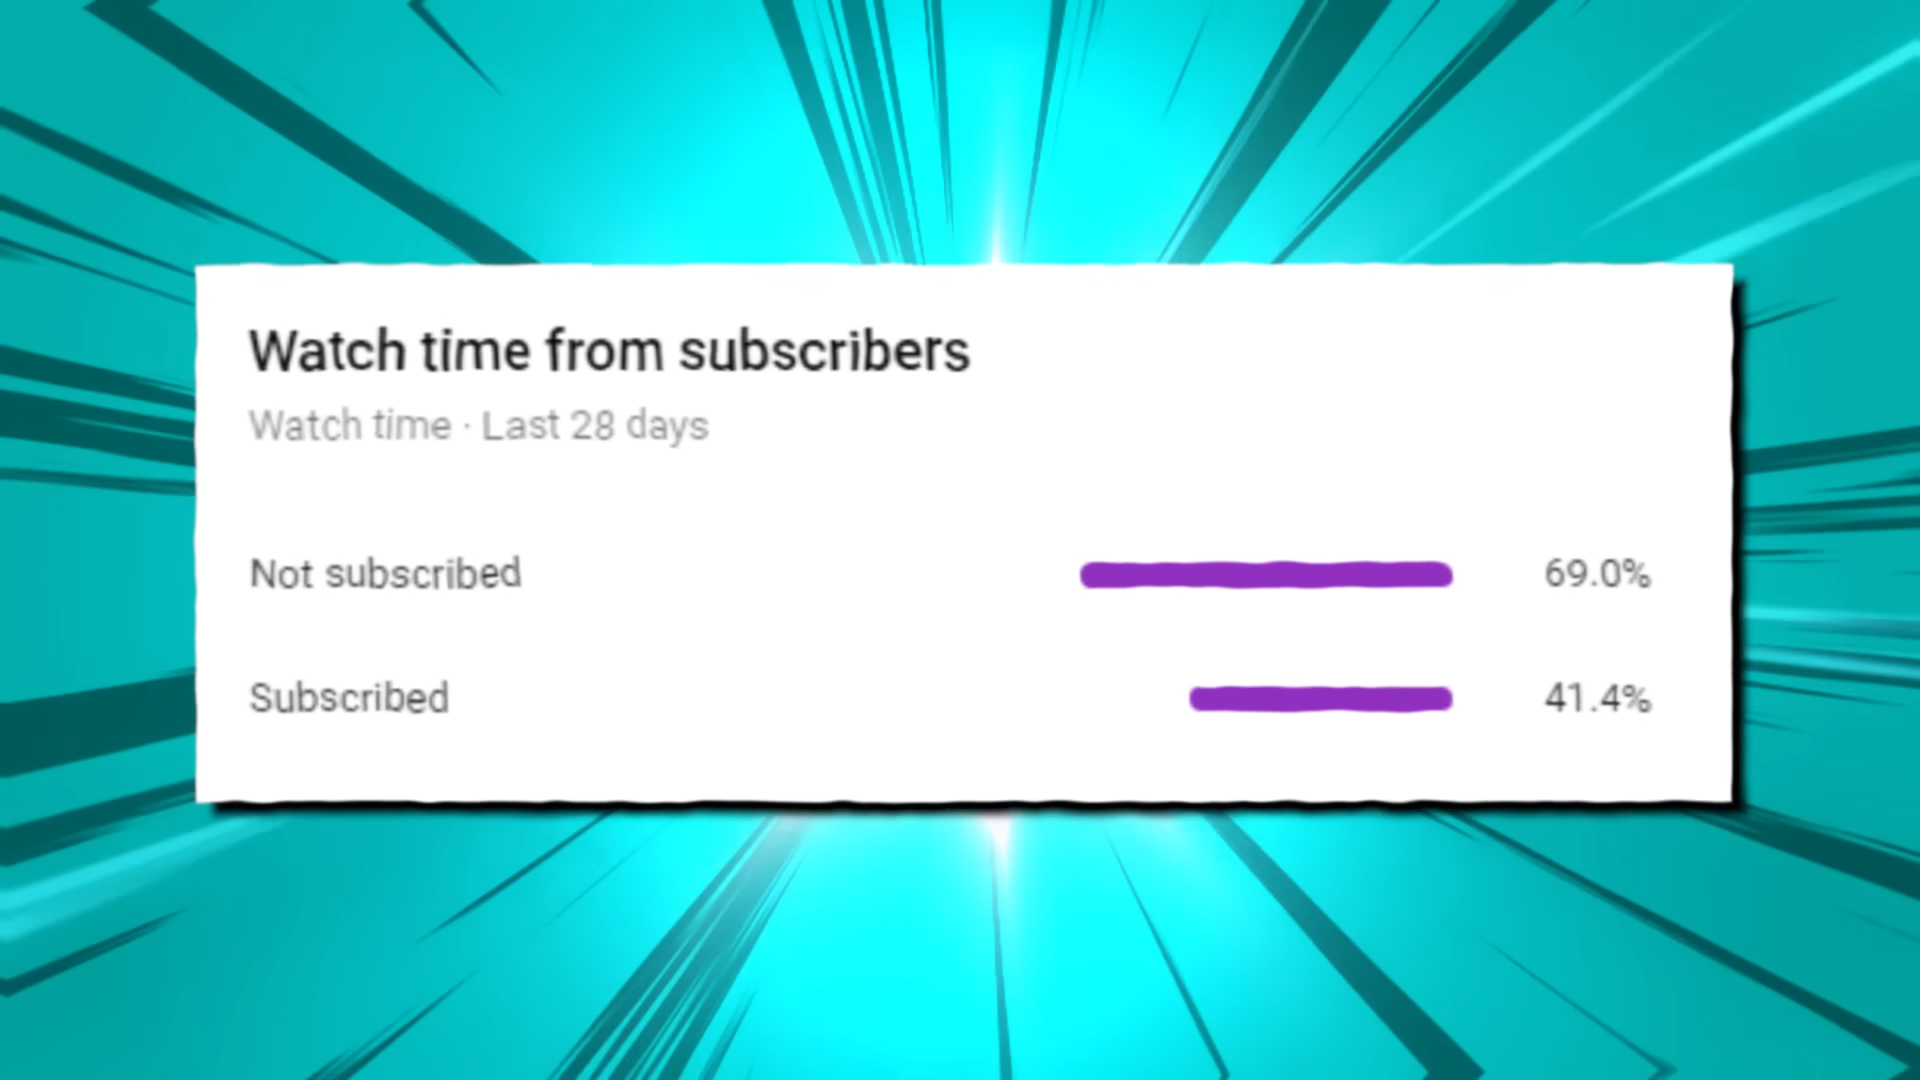 Watch time from subscribers
Watch time · Last 28 days
Not subscribed 69.0%
Subscribed 41.4%